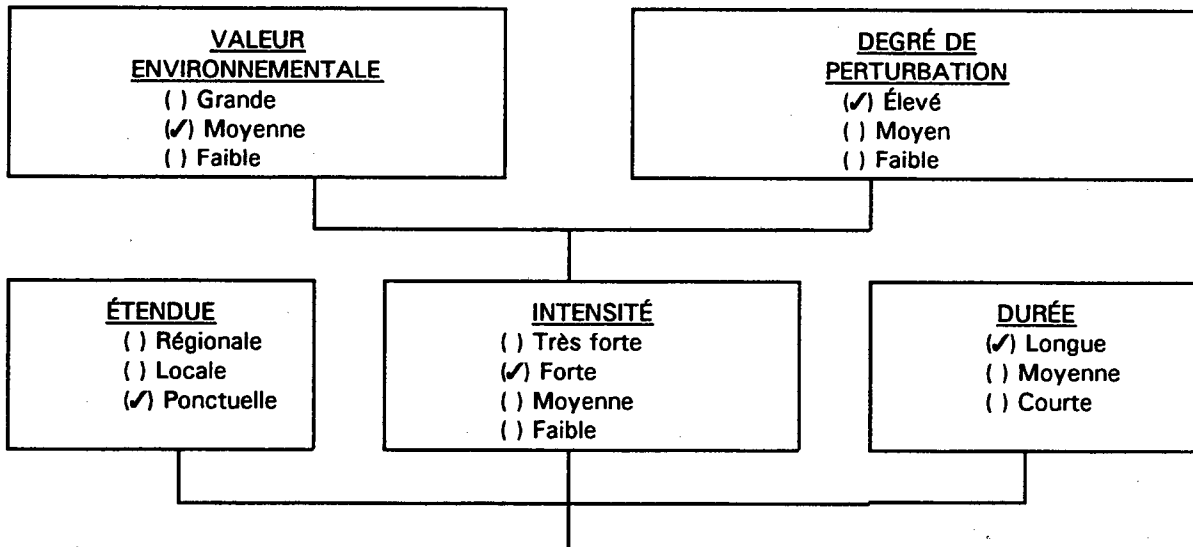 VALEUR
ENVIRONNEMENTALE
( ) Grande
(✓) Moyenne
( ) Faible
DEGRÉ DE
PERTURBATION
(✓) Élevé
( ) Moyen
( ) Faible
ÉTENDUE
( ) Régionale
( ) Locale
(✓) Ponctuelle
INTENSITÉ
( ) Très forte
(✓) Forte
( ) Moyenne
( ) Faible
DURÉE
(✓) Longue
( ) Moyenne
( ) Courte